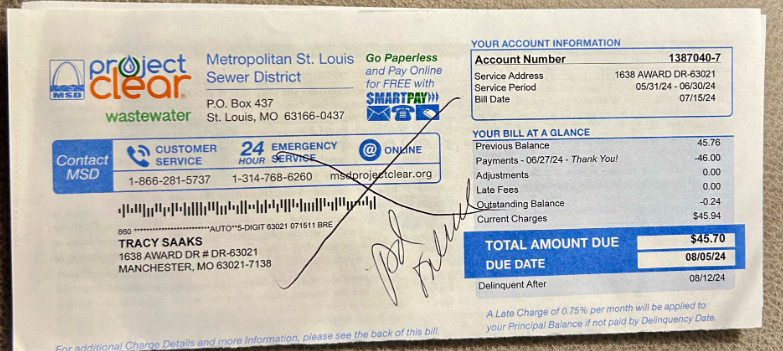 project
clear
wastewater
MSD
Metropolitan St. Louis
Sewer District
P.O. Box 437
St. Louis, MO 63166-0437
Go Paperless
and Pay Online
for FREE with
SMARTPAY
Contact
MSD
CUSTOMER
SERVICE
1-866-281-5737
24 EMERGENCY
HOUR SERVICE
1-314-768-6260
@ ONLINE
msdprojectclear.org
860 **********************AUTO**5-DIGIT 63021 071511 BRE
TRACY SAAKS
1638 AWARD DR # DR-63021
MANCHESTER, MO 63021-7138
pd
For additional Charge Details and more Information, please see the back of this bill.
YOUR ACCOUNT INFORMATION
Account Number 1387040-7
Service Address 1638 AWARD DR-63021
Service Period 05/31/24 - 06/30/24
Bill Date 07/15/24
YOUR BILL AT A GLANCE
Previous Balance 45.76
Payments - 06/27/24 - Thank You! -46.00
Adjustments 0.00
Late Fees 0.00
Outstanding Balance -0.24
Current Charges $45.94
TOTAL AMOUNT DUE $45.70
DUE DATE 08/05/24
Delinquent After 08/12/24
A Late Charge of 0.75% per month will be applied to
your Principal Balance if not paid by Delinquency Date.